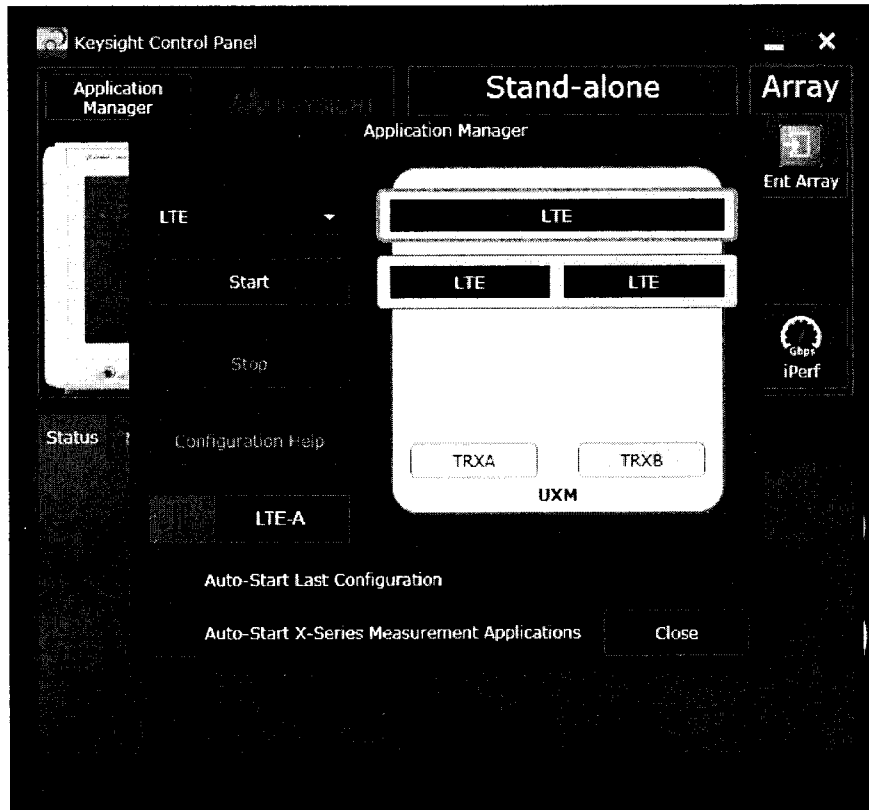 Keysight Control Panel
Application Manager
KEYSIGHT
Stand-alone
Array
Application Manager
Ent Array
LTE
LTE
Start
LTE LTE
Stop
Gbps
iPerf
Status
Configuration Help
TRXA TRXB
UXM
LTE-A
Auto-Start Last Configuration
Auto-Start X-Series Measurement Applications
Close